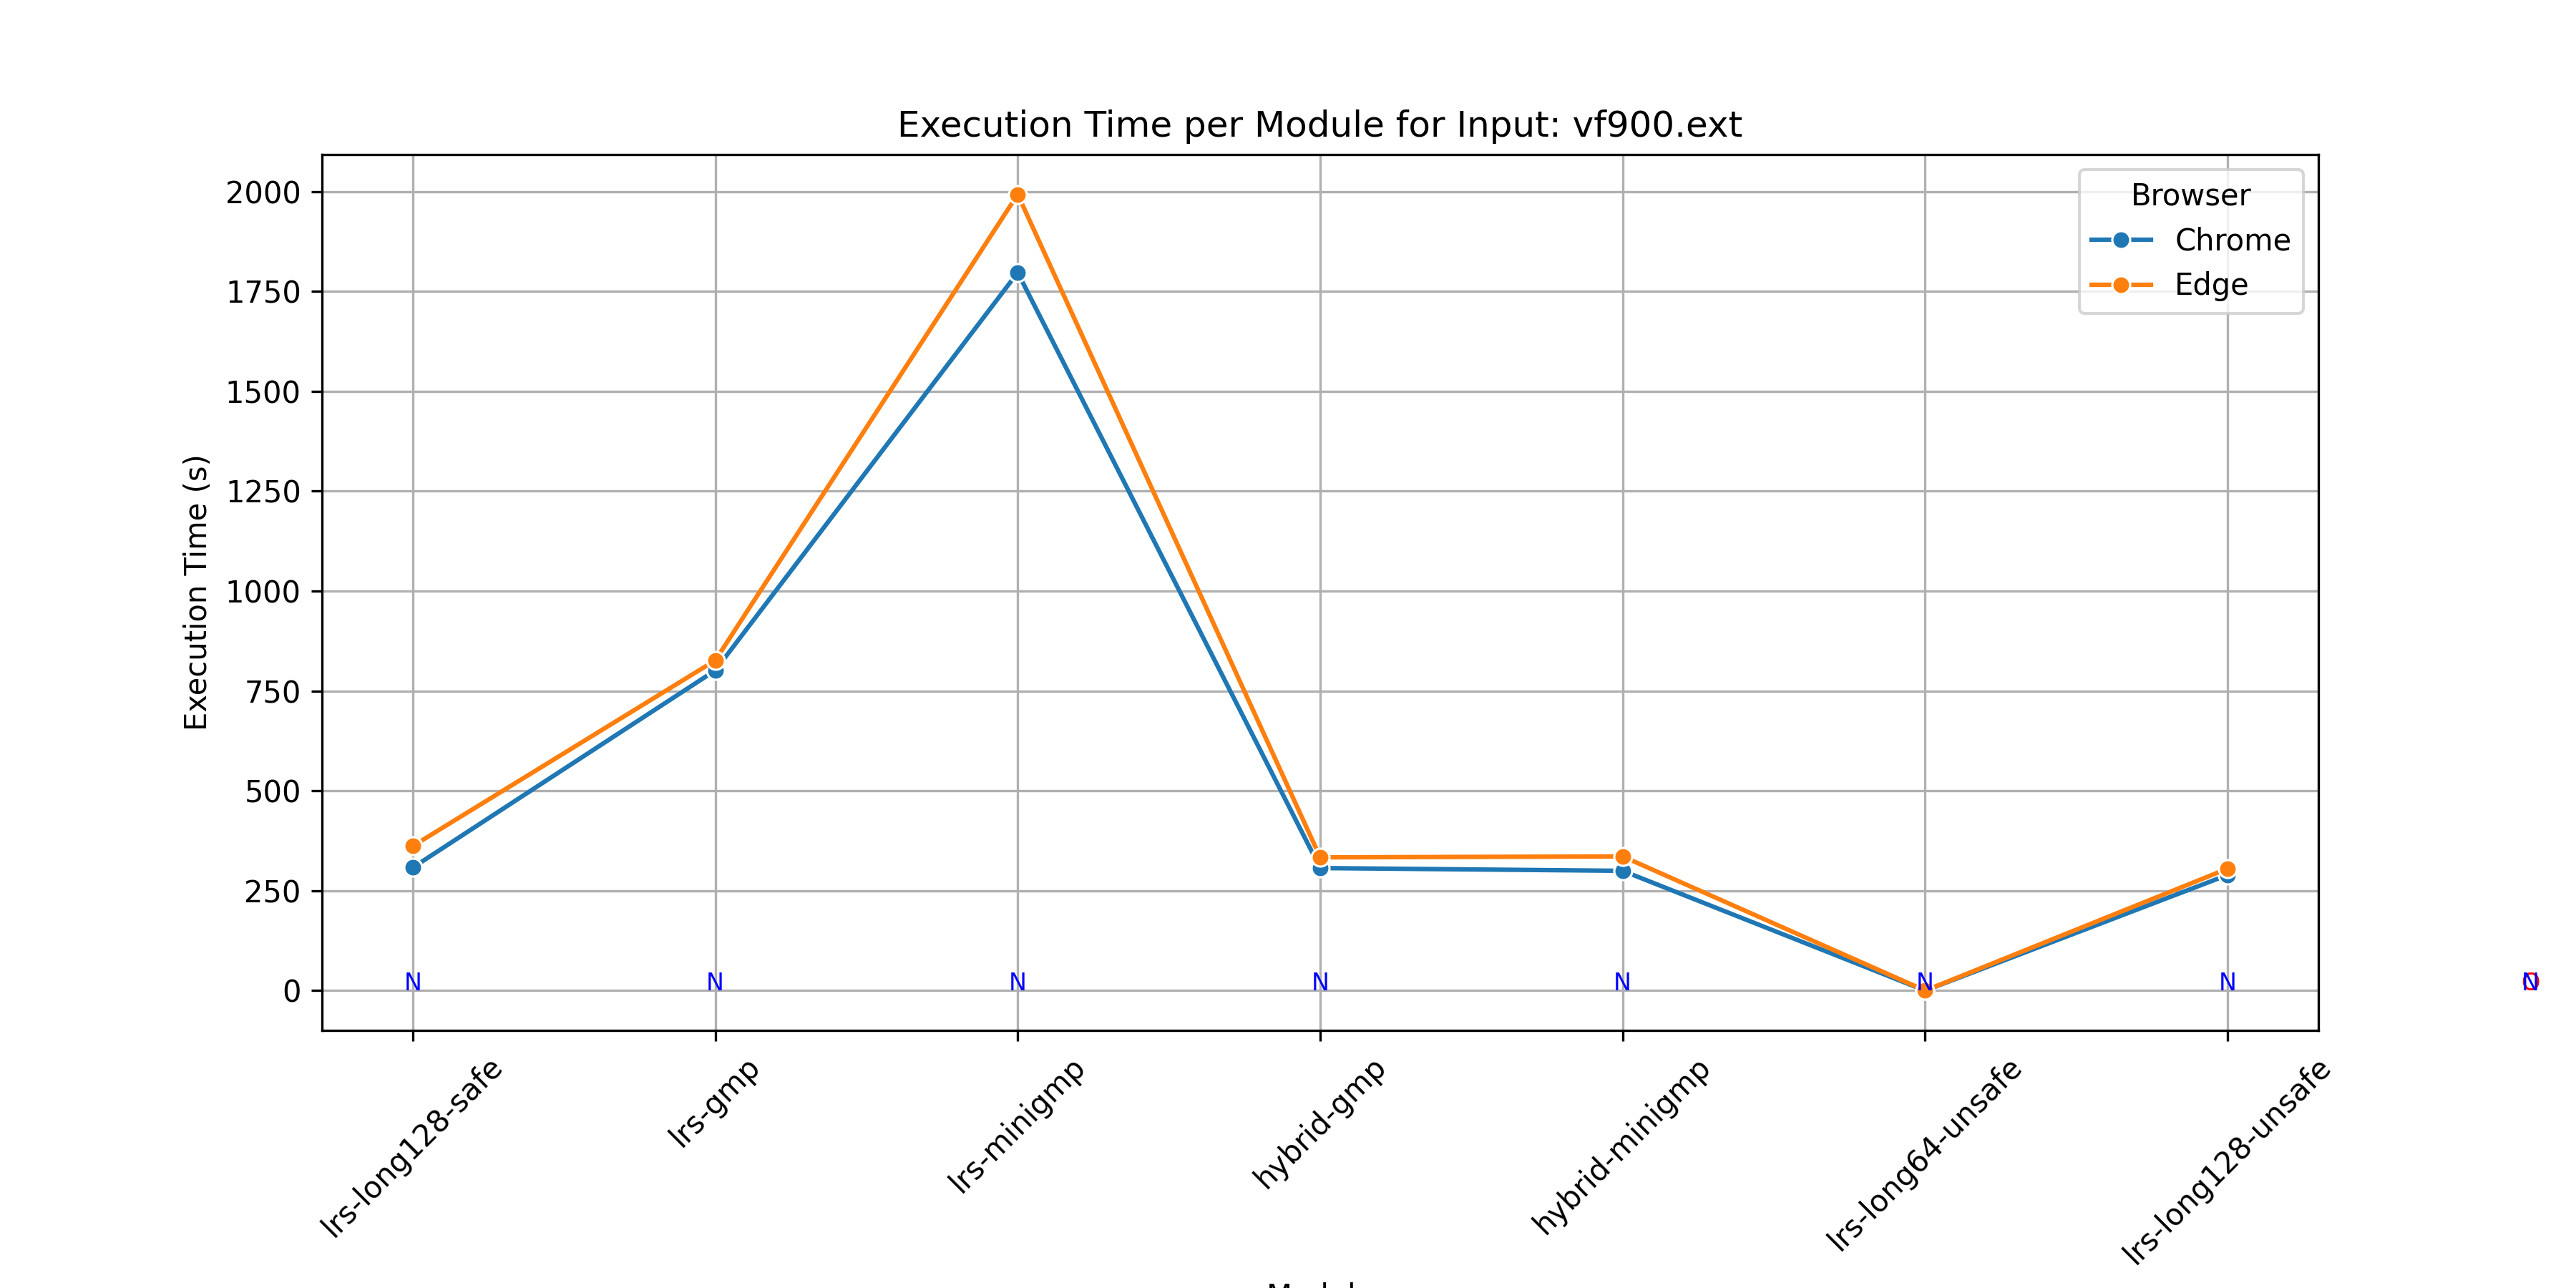 Execution Time per Module for Input: vf900.ext
Browser
Chrome
Edge
Execution Time (s)
2000
1750
1500
1250
1000
750
500
250
0
N N N N N N N
lrs-long128-safe
lrs-gmp
lrs-minigmp
hybrid-gmp
hybrid-minigmp
lrs-long64-unsafe
lrs-long128-unsafe